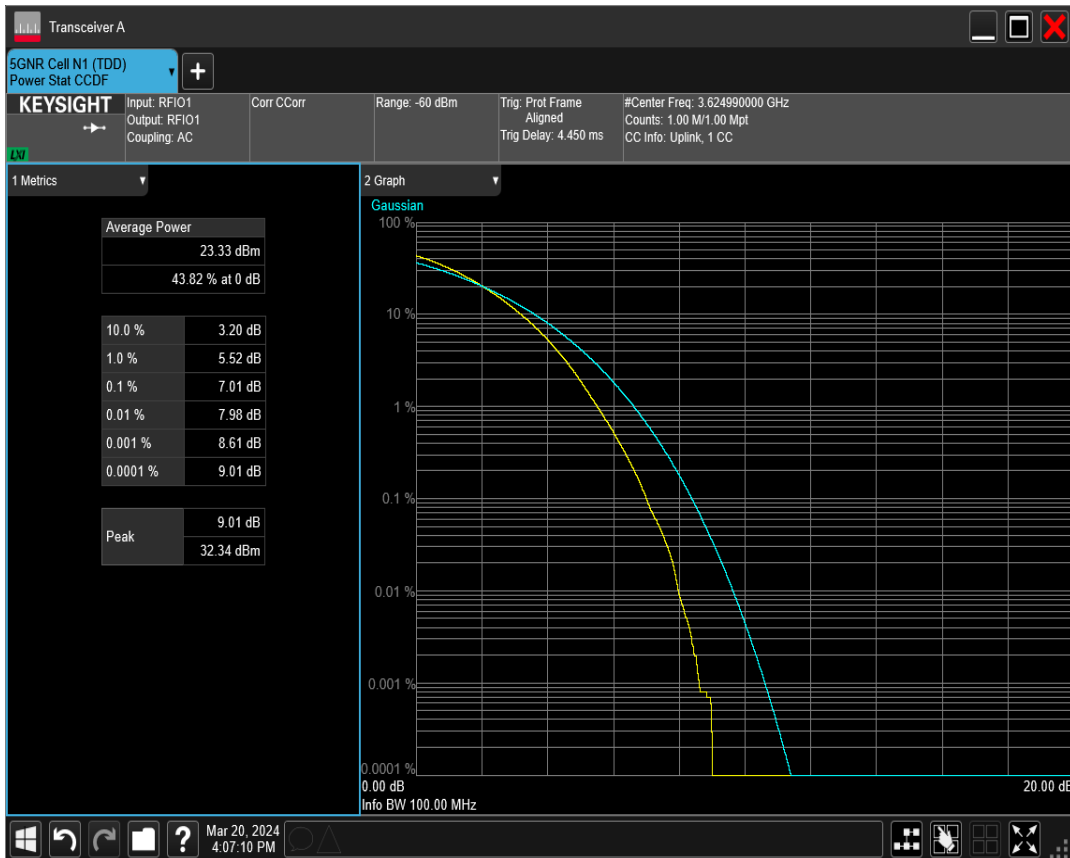 Transceiver A
5GNR Cell N1 (TDD)
Power Stat CCDF
+
KEYSIGHT
LXI
Input: RFIO1
Output: RFIO1
Coupling: AC
Corr CCorr
Range: -60 dBm
Trig: Prot Frame
Aligned
Trig Delay: 4.450 ms
#Center Freq: 3.624990000 GHz
Counts: 1.00 M/1.00 Mpt
CC Info: Uplink, 1 CC
1 Metrics
Average Power
23.33 dBm
43.82 % at 0 dB
10.0 % 3.20 dB
1.0 % 5.52 dB
0.1 % 7.01 dB
0.01 % 7.98 dB
0.001 % 8.61 dB
0.0001 % 9.01 dB
Peak 9.01 dB
32.34 dBm
2 Graph
Gaussian
100 %
10 %
1 %
0.1 %
0.01 %
0.001 %
0.0001 %
0.00 dB 20.00 dB
Info BW 100.00 MHz
?
Mar 20, 2024
4:07:10 PM